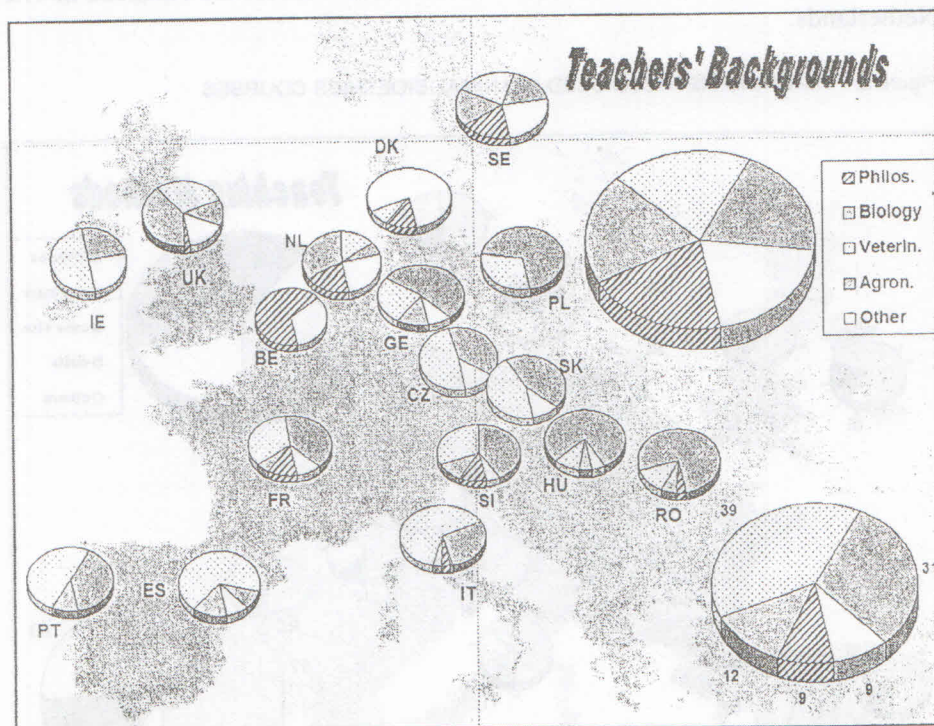 Teachers' Backgrounds
SE
DK
Philos.
Biology
Veterin.
Agron.
Other
NL
UK
IE
PL
BE
GE
SK
CZ
FR
SI
HU
RO
39
31
IT
ES
PT
12
9
9